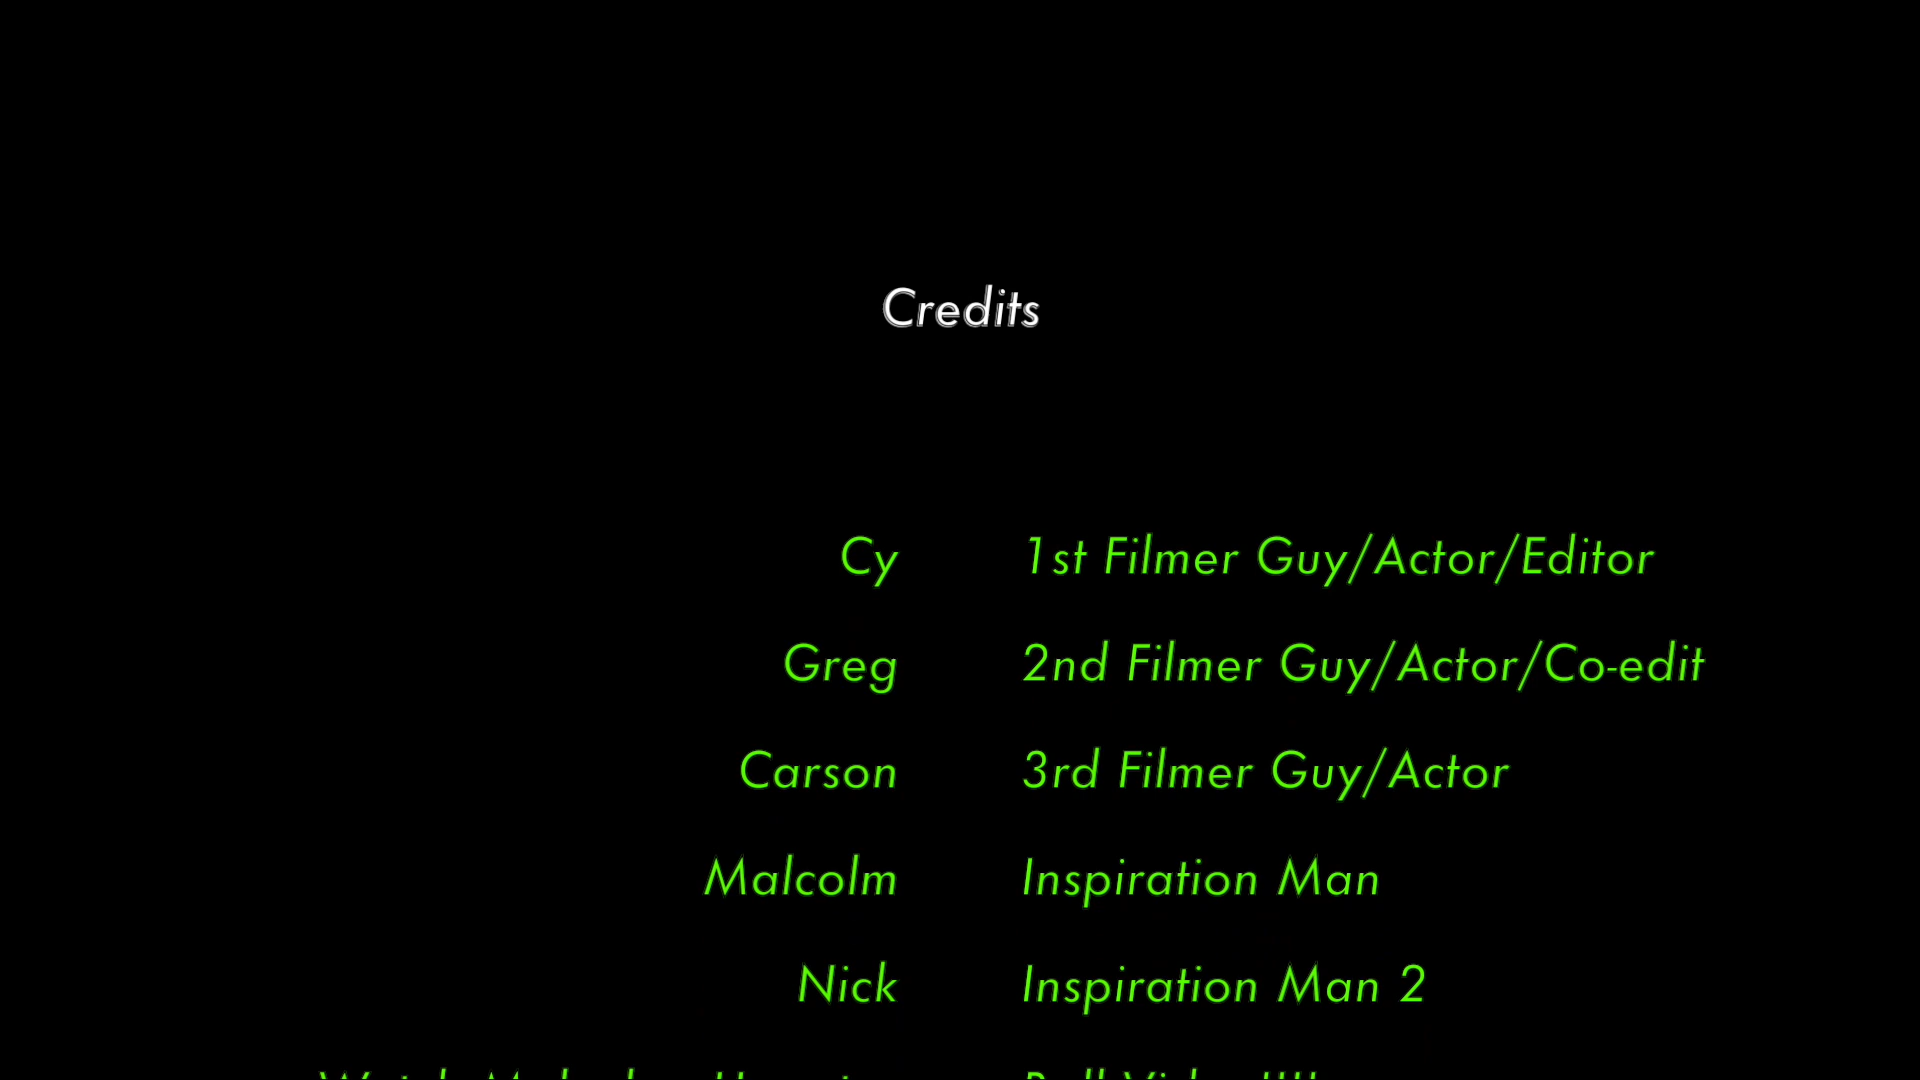 Credits
Cy 1st Filmer Guy/Actor/Editor
Greg 2nd Filmer Guy/Actor/Co-edit
Carson 3rd Filmer Guy/Actor
Malcolm Inspiration Man
Nick Inspiration Man 2